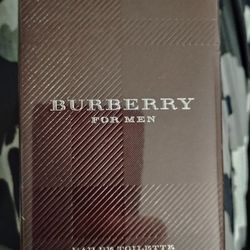 BURBERRY
FOR MEN
EAU DE TOILETTE